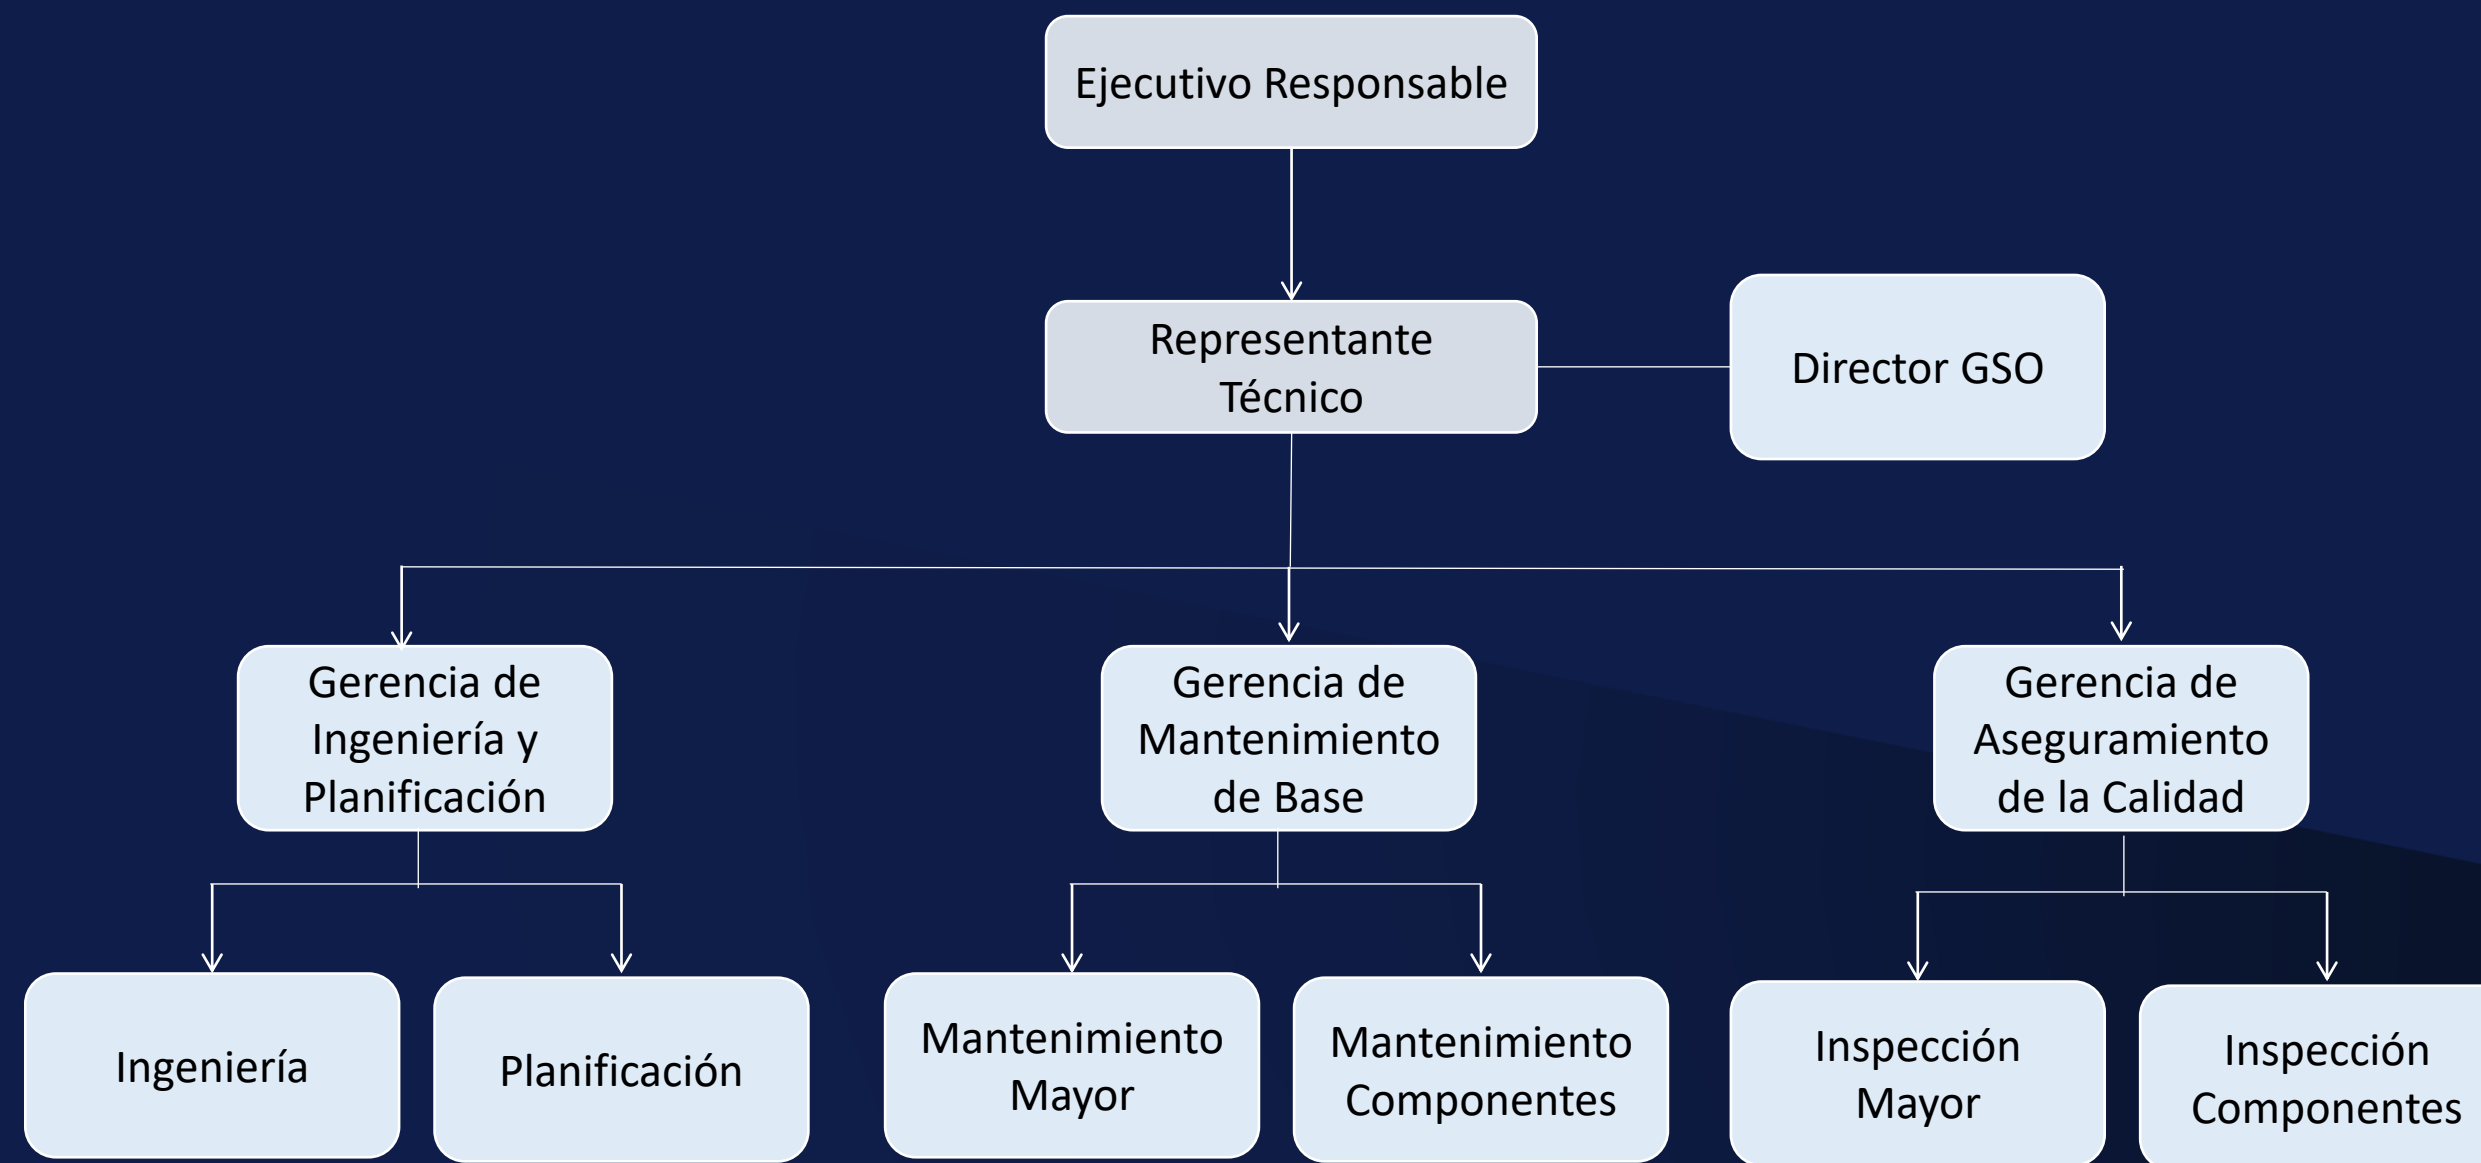 Ejecutivo Responsable
Representante
Técnico
Director GSO
Gerencia de
Ingeniería y
Planificación
Gerencia de
Mantenimiento
de Base
Gerencia de
Aseguramiento
de la Calidad
Ingeniería
Planificación
Mantenimiento
Mayor
Mantenimiento
Componentes
Inspección
Mayor
Inspección
Componentes